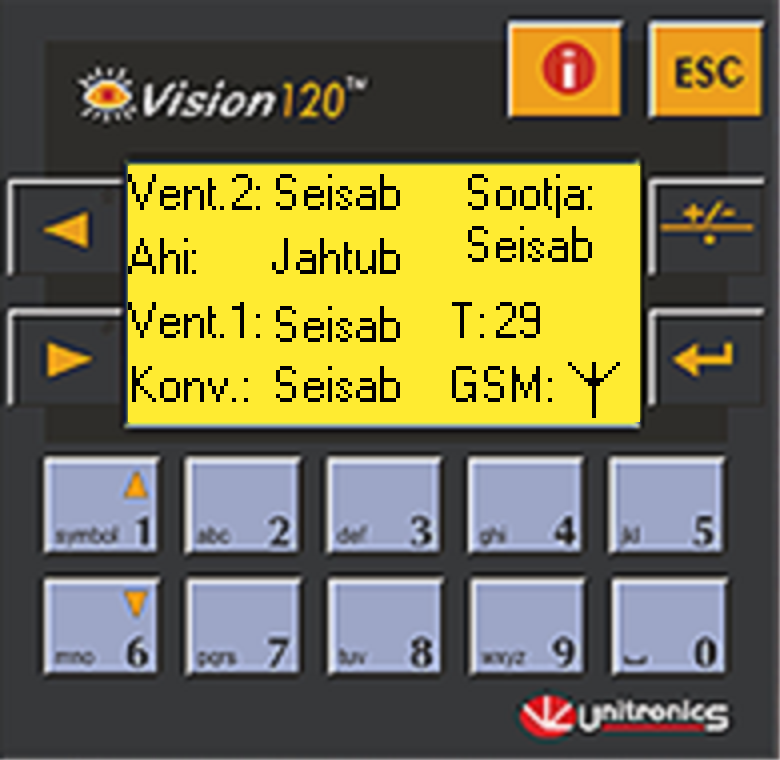 Vision120™
i
ESC
Vent.2: Seisab Sootja:
Seisab
Ahi: Jahtub
Vent.1: Seisab T:29
Konv.: Seisab GSM:
+/-
symbol 1
abc 2
def 3
ghi 4
jkl 5
mno 6
pqrs 7
tuv 8
wxyz 9
0
unitronics